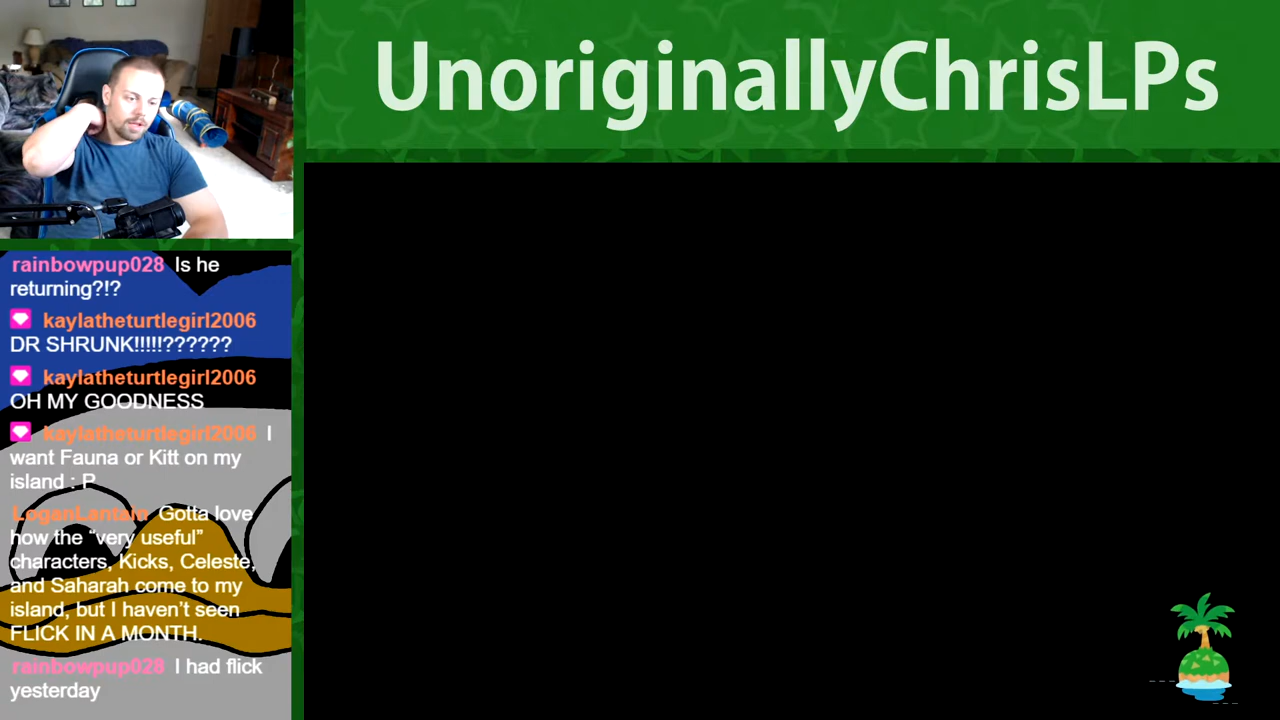 UnoriginallyChrisLPs
rainbowpup028 Is he
returning?!?
kaylatheturtlegirl2006
DR SHRUNK!!!!!??????
kaylatheturtlegirl2006
OH MY GOODNESS
kaylatheturtlegirl2006 I
want Fauna or Kitt on my
island : P
LoganLantain Gotta love
how the “very useful”
characters, Kicks, Celeste,
and Saharah come to my
island, but I haven’t seen
FLICK IN A MONTH.
rainbowpup028 I had flick
yesterday